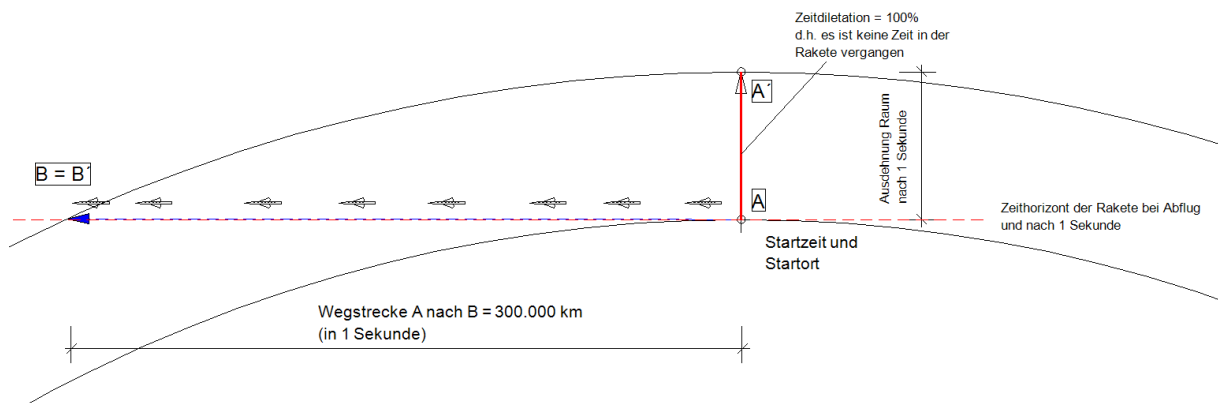 Zeitdiletation = 100%
d.h. es ist keine Zeit in der
Rakete vergangen
A´
Ausdehnung Raum
nach 1 Sekunde
B = B´
A
Zeithorizont der Rakete bei Abflug
und nach 1 Sekunde
Startzeit und
Startort
Wegstrecke A nach B = 300.000 km
(in 1 Sekunde)